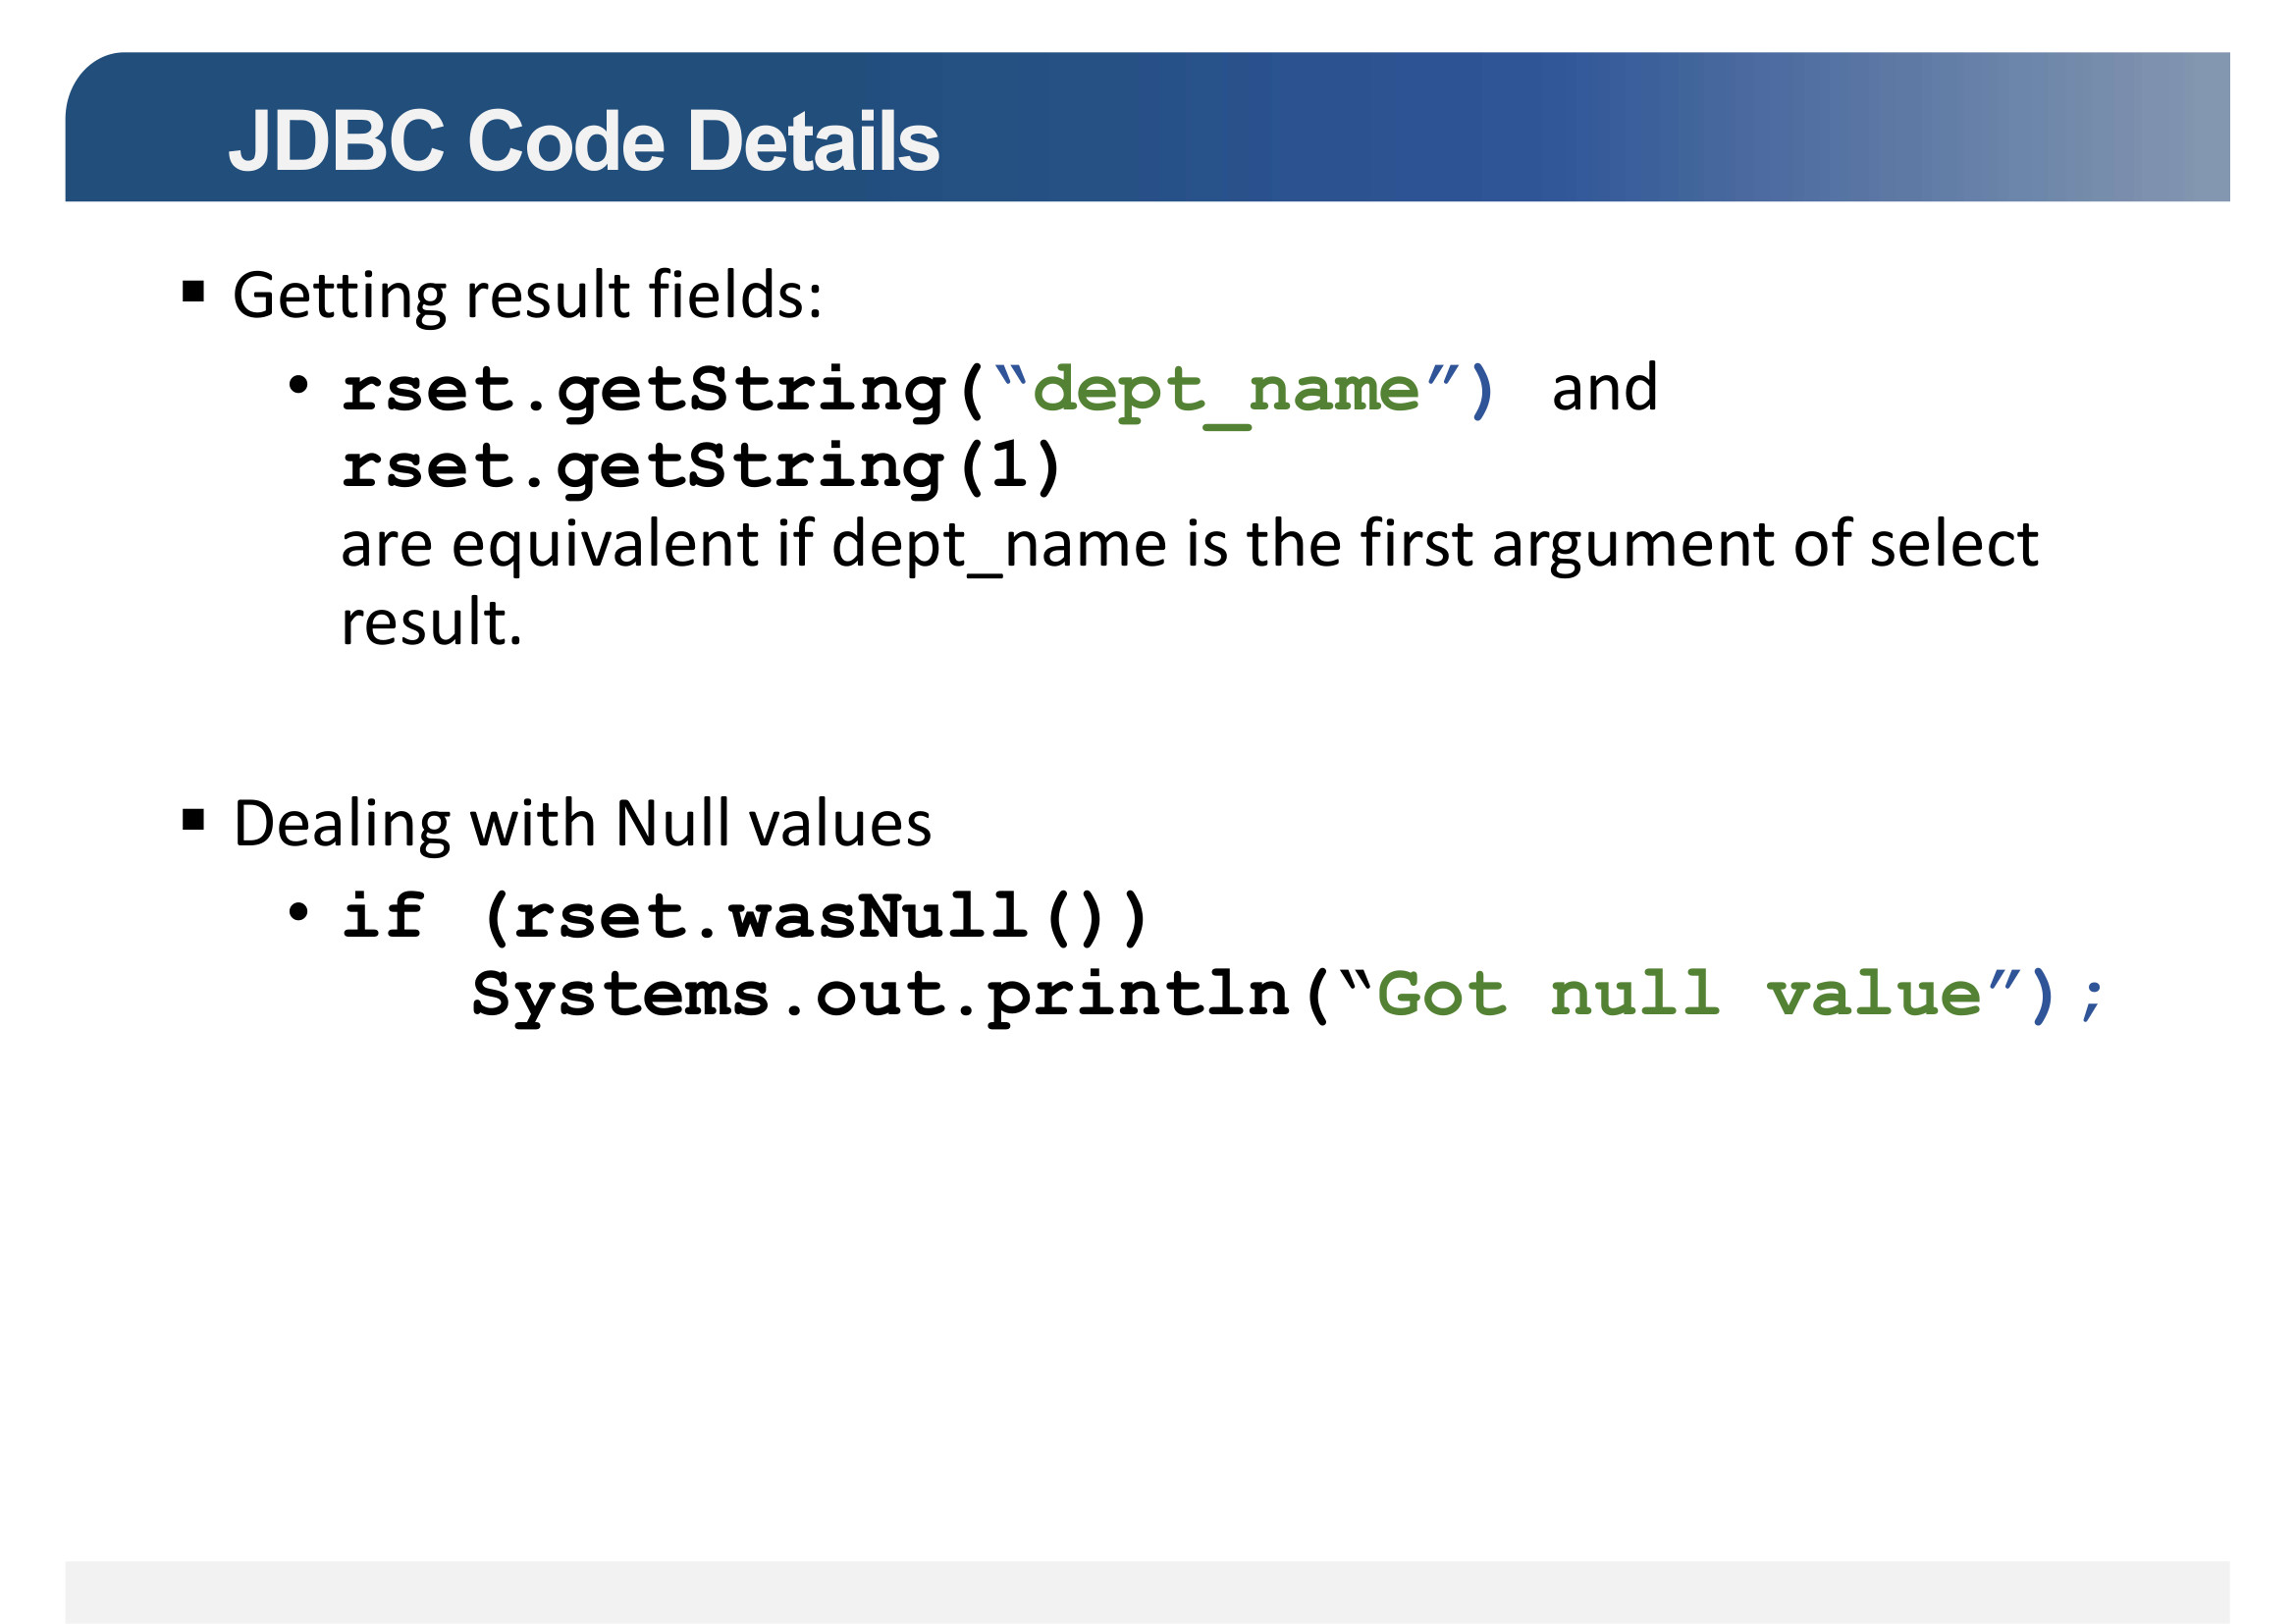 JDBC Code Details
▪ Getting result fields:
• rset.getString(“dept_name”) and
rset.getString(1)
are equivalent if dept_name is the first argument of select
result.
▪ Dealing with Null values
• if (rset.wasNull())
Systems.out.println(“Got null value”);